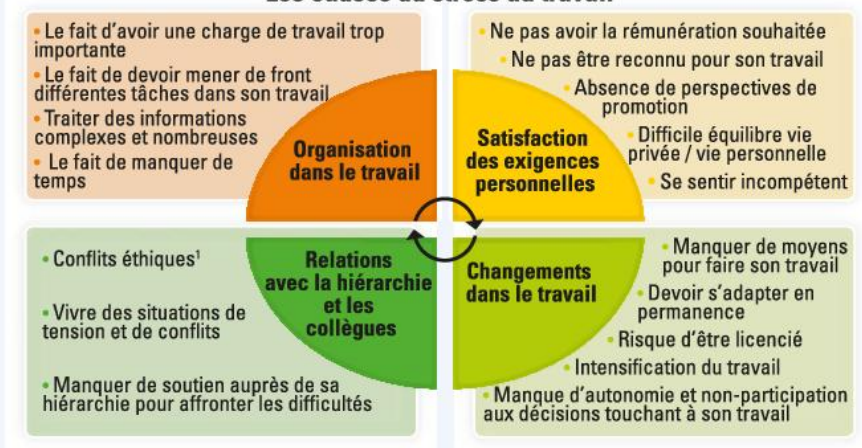 Les causes du stress au travail
• Le fait d'avoir une charge de travail trop
importante
• Le fait de devoir mener de front
différentes tâches dans son travail
• Traiter des informations
complexes et nombreuses
• Le fait de manquer de
temps
Organisation
dans le travail
• Ne pas avoir la rémunération souhaitée
• Ne pas être reconnu pour son travail
• Absence de perspectives de
promotion
• Difficile équilibre vie
privée / vie personnelle
• Se sentir incompétent
Satisfaction
des exigences
personnelles
• Conflits éthiques¹
• Vivre des situations de
tension et de conflits
• Manquer de soutien auprès de sa
hiérarchie pour affronter les difficultés
Relations
avec la hiérarchie
et les
collègues
Changements
dans le travail
• Manquer de moyens
pour faire son travail
• Devoir s'adapter en
permanence
• Risque d'être licencié
• Intensification du travail
• Manque d'autonomie et non-participation
aux décisions touchant à son travail